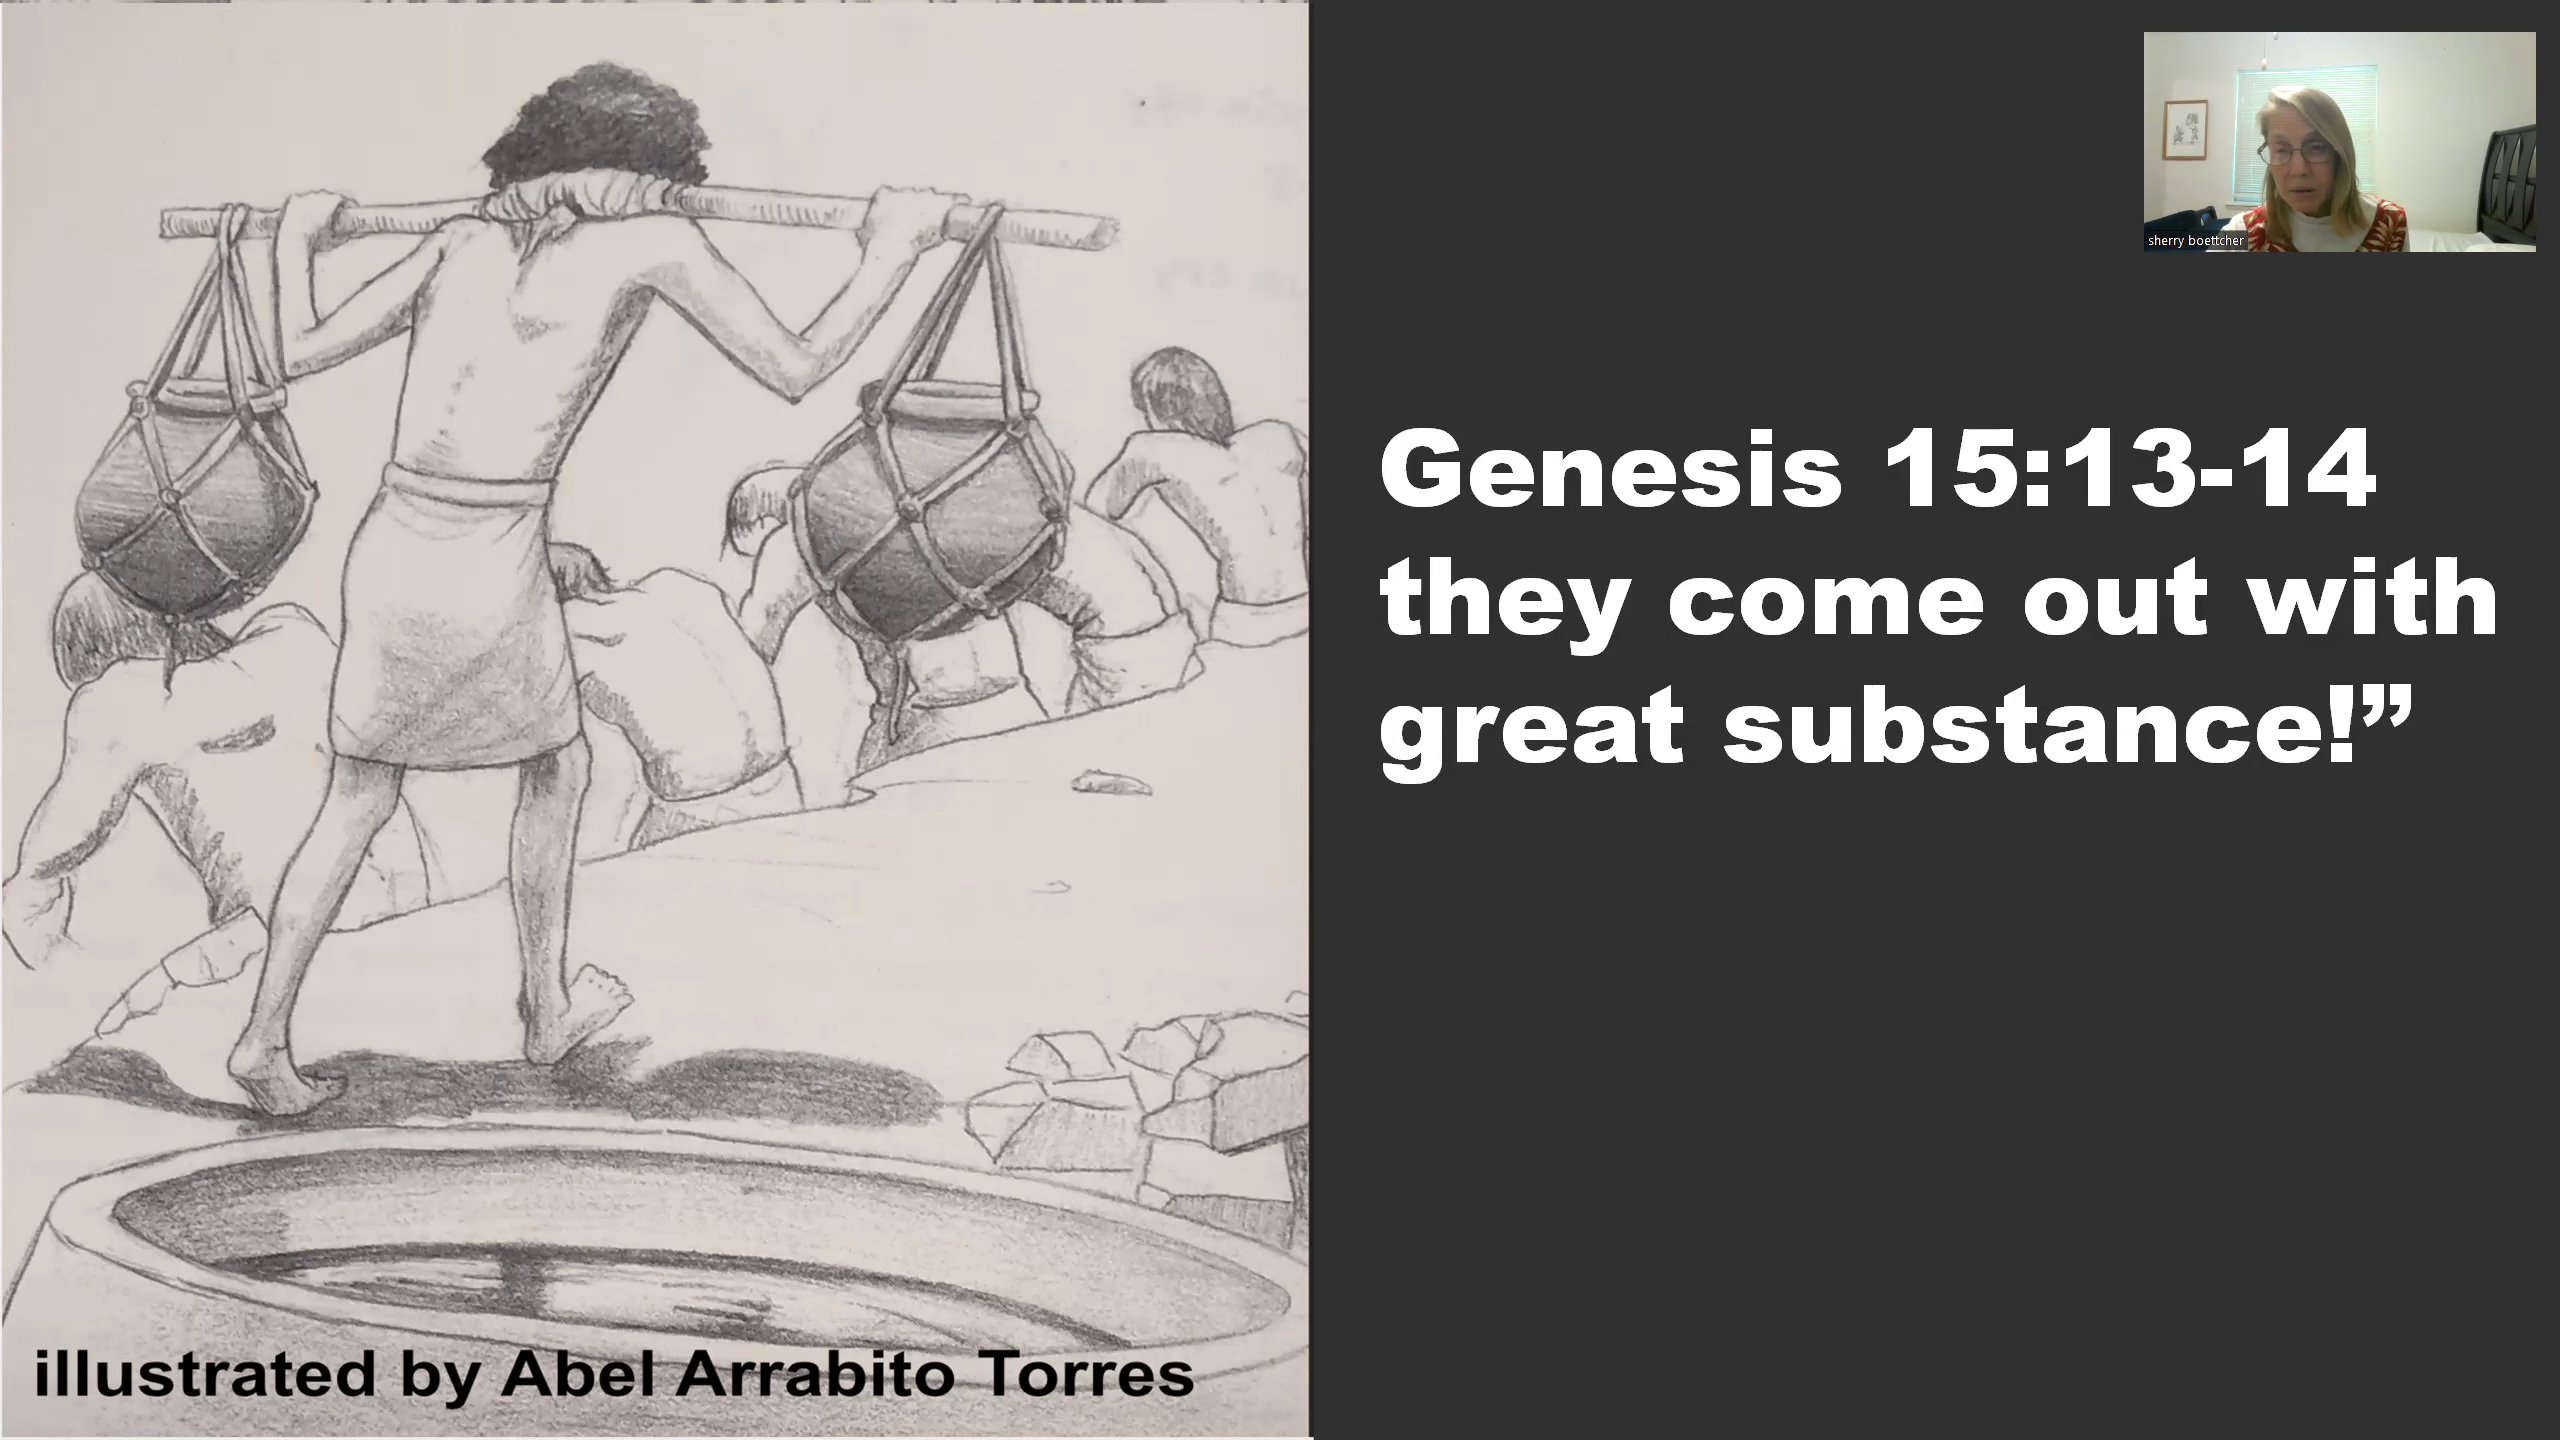 sherry boettcher
Genesis 15:13-14
they come out with
great substance!”
illustrated by Abel Arrabito Torres